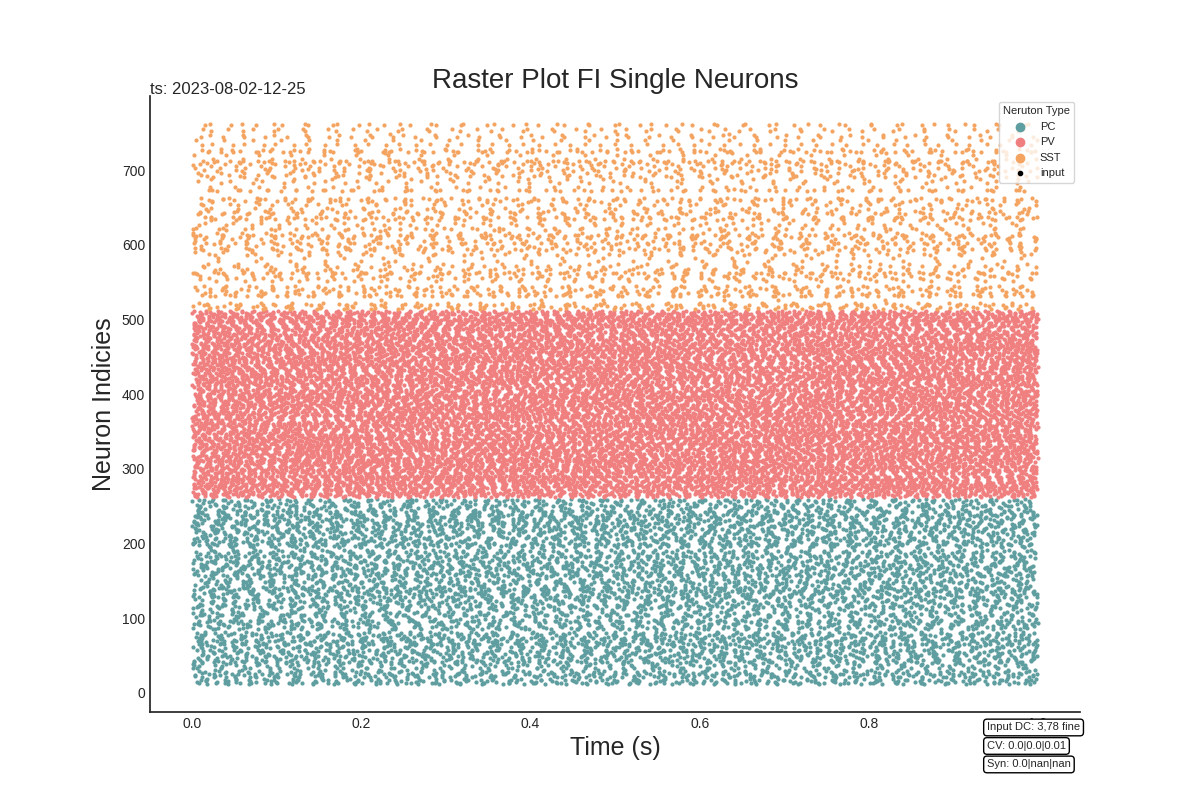 Raster Plot FI Single Neurons
ts: 2023-08-02-12-25
Neruton Type
PC
PV
SST
input
Neuron Indicies
700
600
500
400
300
200
100
0
0.0 0.2 0.4 0.6 0.8
Time (s)
Input DC: 3,78 fine
CV: 0.0|0.0|0.01
Syn: 0.0|nan|nan